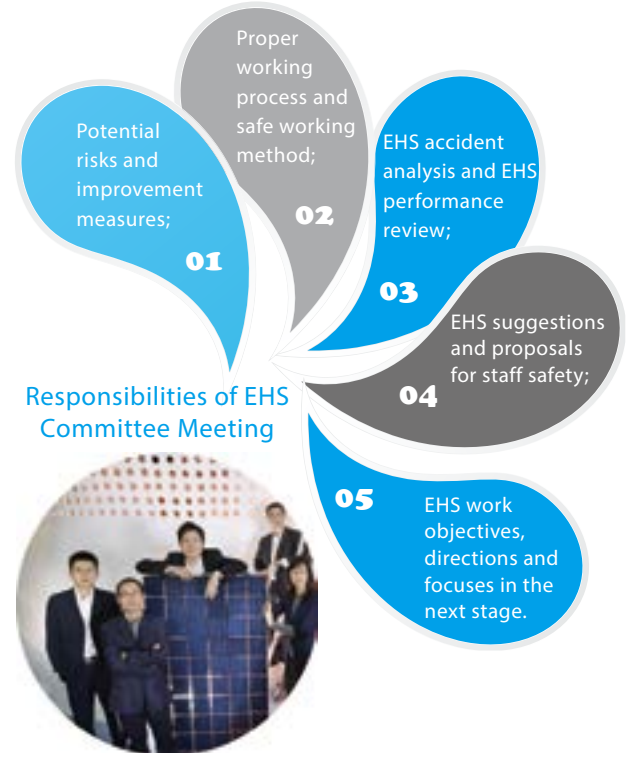 Potential
risks and
improvement
measures;
01
Proper
working
process and
safe working
method;
02
EHS accident
analysis and EHS
performance
review;
03
EHS suggestions
and proposals
for staff safety;
04
05
EHS work
objectives,
directions and
focuses in the
next stage.
Responsibilities of EHS
Committee Meeting